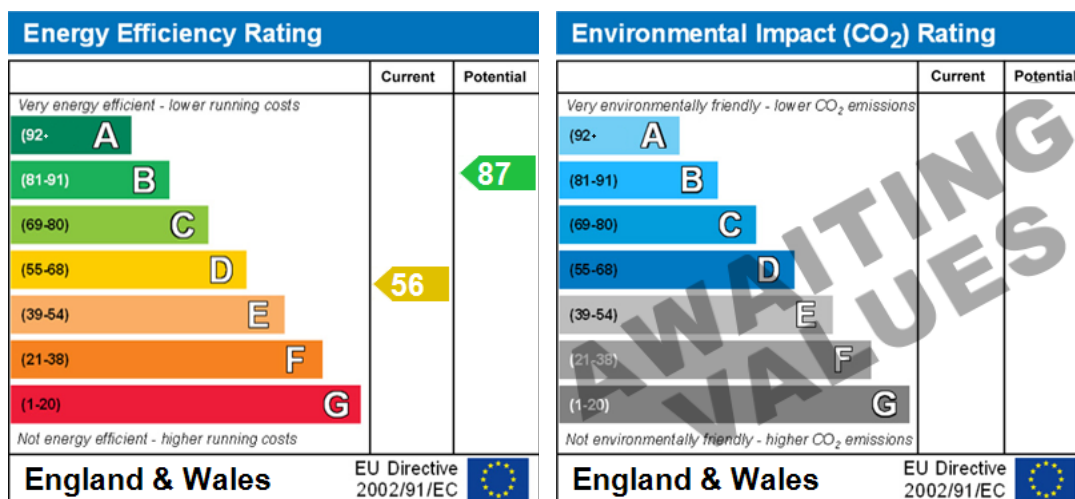 Energy Efficiency Rating
Current Potential
Very energy efficient - lower running costs
(92+ A
(81-91) B
87
(69-80) C
(55-68) D
56
(39-54) E
(21-38) F
(1-20) G
Not energy efficient - higher running costs
England & Wales
EU Directive
2002/91/EC
Environmental Impact (CO2) Rating
Current Potential
Very environmentally friendly - lower CO2 emissions
(92+ A
(81-91) B
(69-80) C
(55-68) D
(39-54) E
(21-38) F
(1-20) G
AWAITING
VALUES
Not environmentally friendly - higher CO2 emissions
England & Wales
EU Directive
2002/91/EC